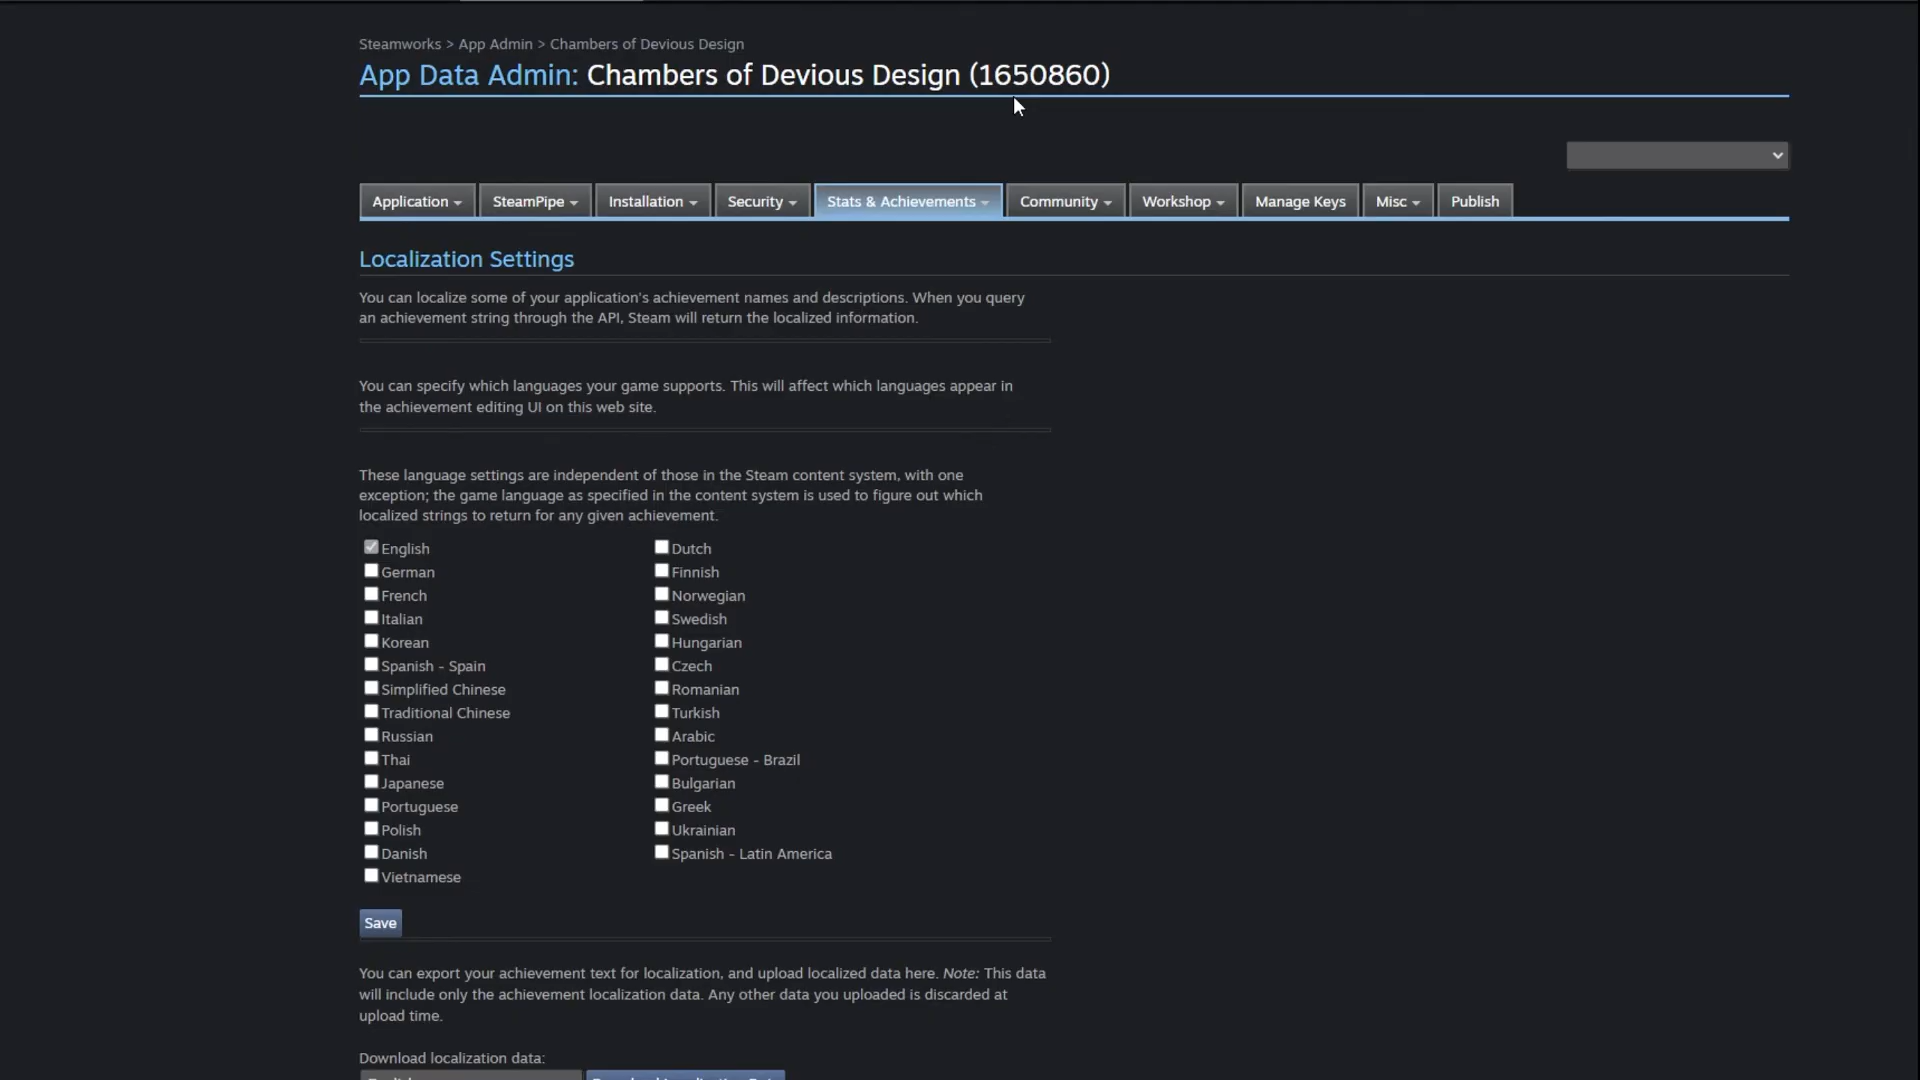 Steamworks > App Admin > Chambers of Devious Design
App Data Admin: Chambers of Devious Design (1650860)
Application SteamPipe Installation Security Stats & Achievements Community Workshop Manage Keys Misc Publish
Localization Settings
You can localize some of your application's achievement names and descriptions. When you query
an achievement string through the API, Steam will return the localized information.
You can specify which languages your game supports. This will affect which languages appear in
the achievement editing UI on this web site.
These language settings are independent of those in the Steam content system, with one
exception; the game language as specified in the content system is used to figure out which
localized strings to return for any given achievement.
English
German
French
Italian
Korean
Spanish - Spain
Simplified Chinese
Traditional Chinese
Russian
Thai
Japanese
Portuguese
Polish
Danish
Vietnamese
Dutch
Finnish
Norwegian
Swedish
Hungarian
Czech
Romanian
Turkish
Arabic
Portuguese - Brazil
Bulgarian
Greek
Ukrainian
Spanish - Latin America
Save
You can export your achievement text for localization, and upload localized data here. Note: This data
will include only the achievement localization data. Any other data you uploaded is discarded at
upload time.
Download localization data: